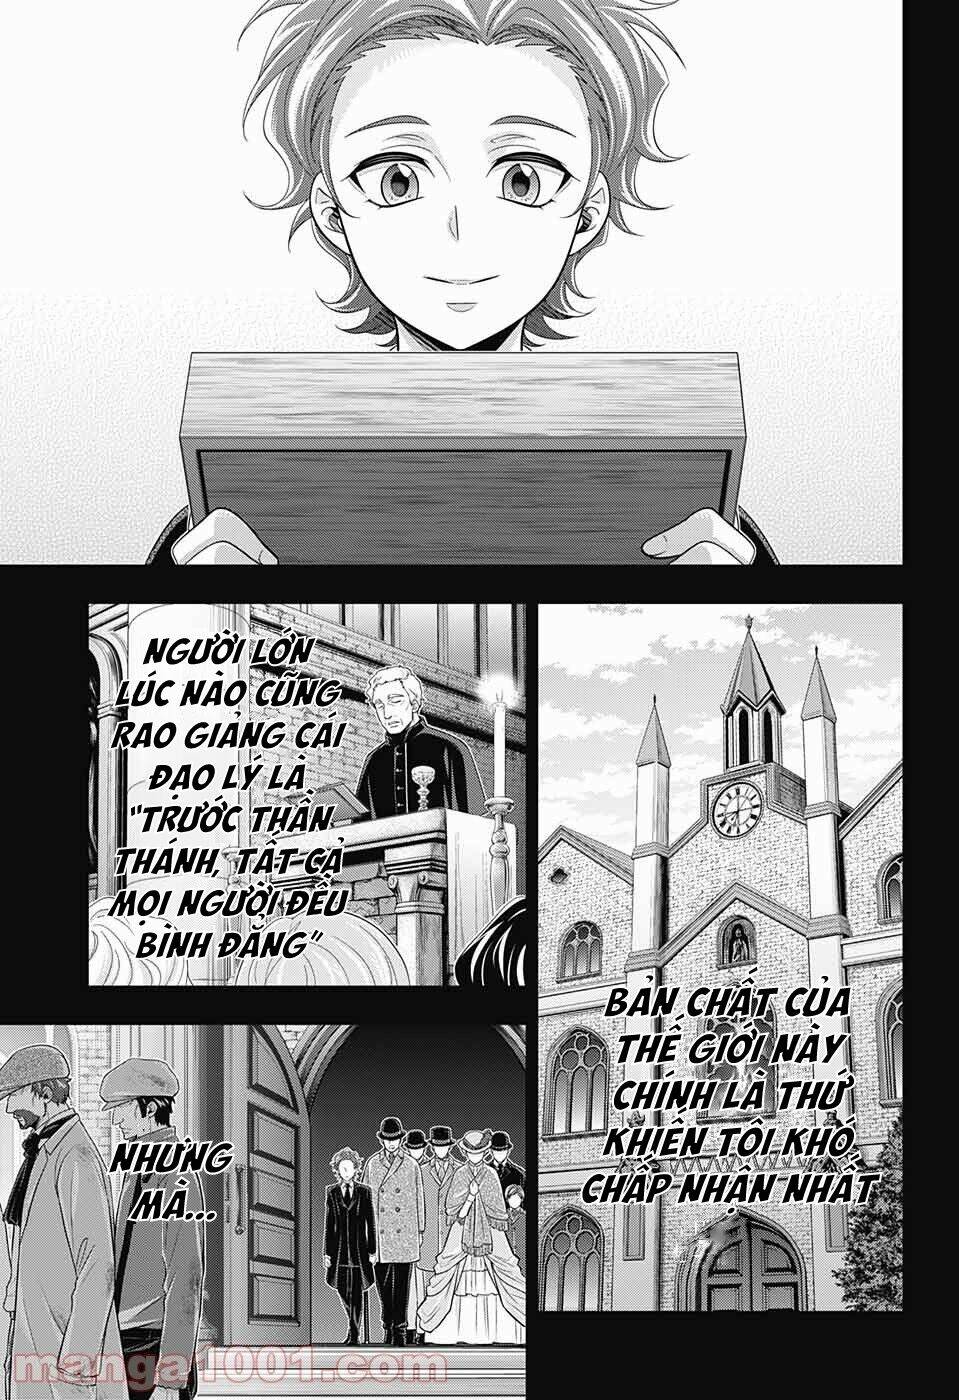 BẢN CHẤT CỦA
THẾ GIỚI NÀY
CHÍNH LÀ THỨ
KHIẾN TÔI KHÓ
CHẤP NHẬN NHẤT
NGƯỜI LỚN
LÚC NÀO CŨNG
RAO GIẢNG CÁI
ĐẠO LÝ LÀ
"TRƯỚC THẦN
THÁNH, TẤT CẢ
MỌI NGƯỜI ĐỀU
BÌNH ĐẲNG"
NHƯNG
MÀ...
manga1001.com